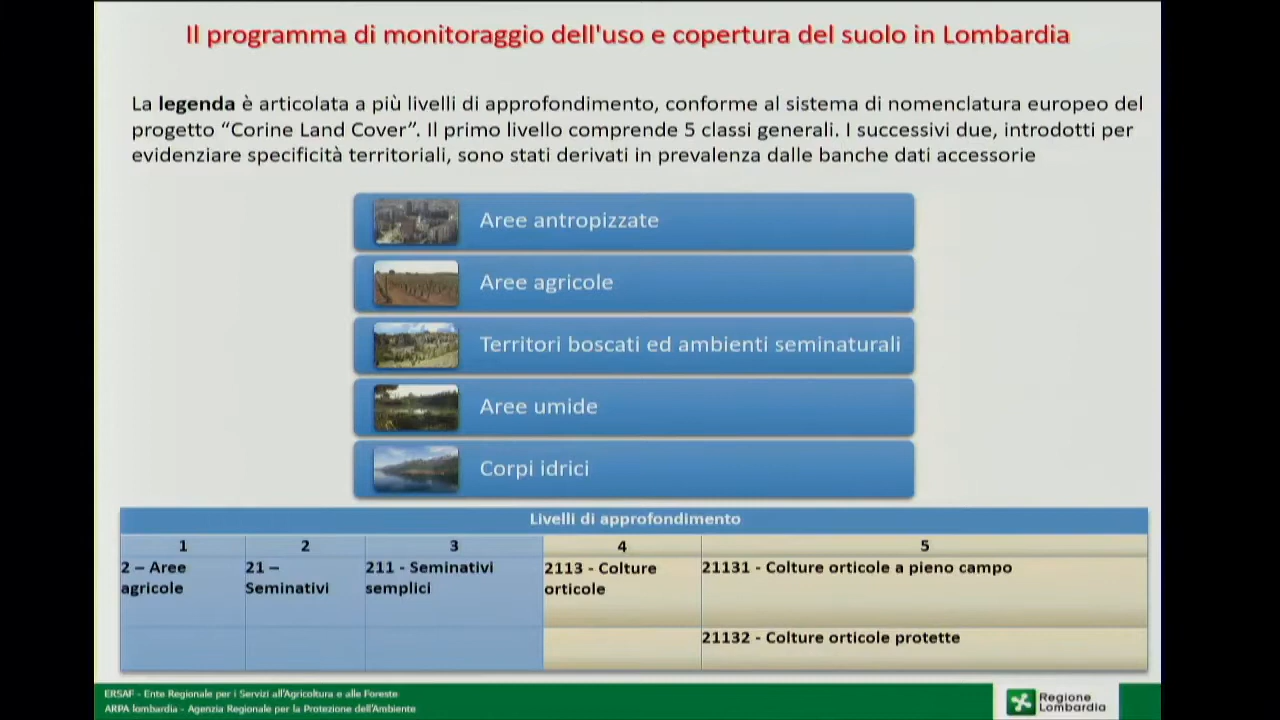 Il programma di monitoraggio dell'uso e copertura del suolo in Lombardia
La legenda è articolata a più livelli di approfondimento, conforme al sistema di nomenclatura europeo del
progetto “Corine Land Cover”. Il primo livello comprende 5 classi generali. I successivi due, introdotti per
evidenziare specificità territoriali, sono stati derivati in prevalenza dalle banche dati accessorie
Aree antropizzate
Aree agricole
Territori boscati ed ambienti seminaturali
Aree umide
Corpi idrici
Livelli di approfondimento
1 2 3 4 5
2 – Aree
agricole
21 –
Seminativi
211 - Seminativi
semplici
2113 - Colture
orticole
21131 - Colture orticole a pieno campo
21132 - Colture orticole protette
ERSAF - Ente Regionale per i Servizi all'Agricoltura e alle Foreste
ARPA lombardia - Agenzia Regionale per la Protezione dell'Ambiente
Regione
Lombardia